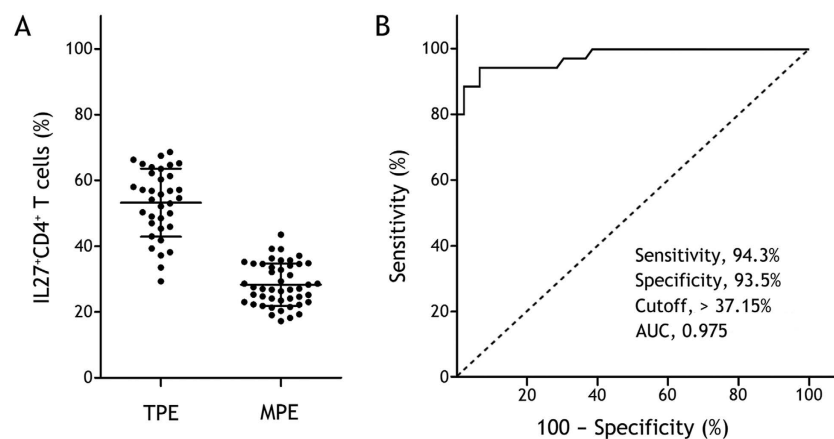 A
IL27⁺CD4⁺ T cells (%)
100
80
60
40
20
0
TPE
MPE
B
Sensitivity (%)
100
80
60
40
20
0
Sensitivity, 94.3%
Specificity, 93.5%
Cutoff, > 37.15%
AUC, 0.975
20
40
60
80
100
100 – Specificity (%)